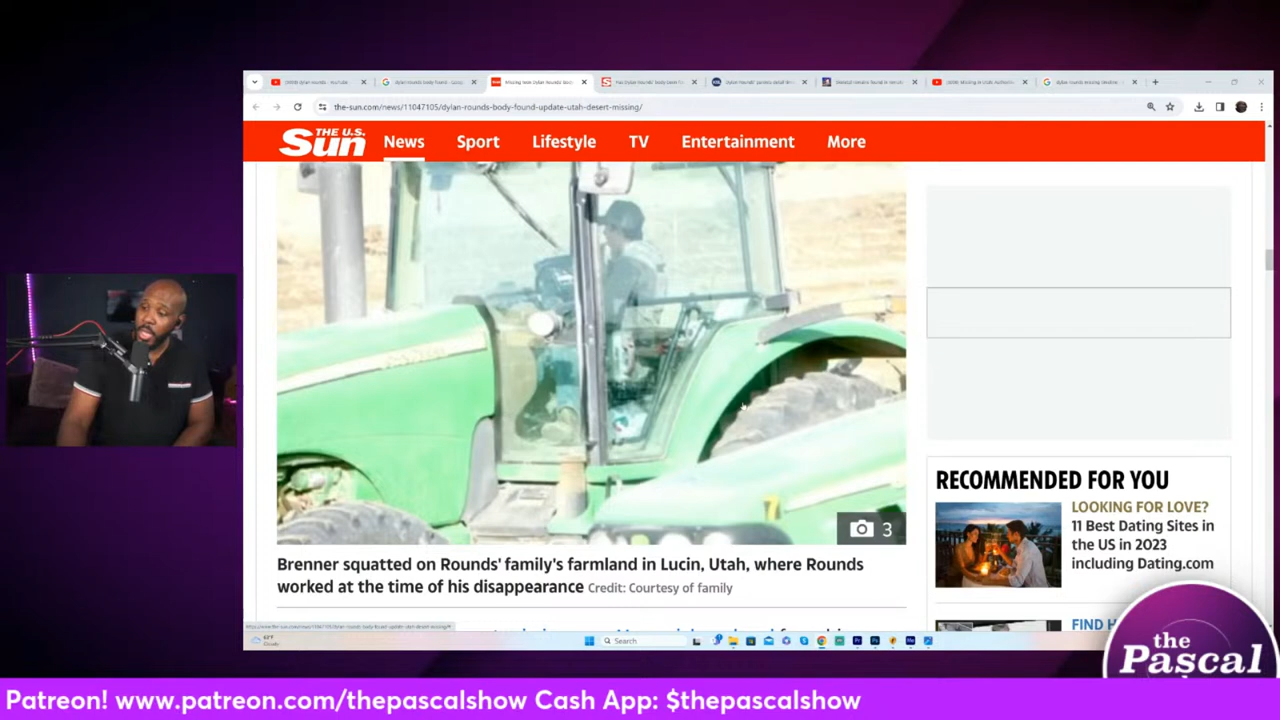 the-sun.com/news/11047105/dylan-rounds-body-found-update-utah-desert-missing/
THE U.S.
Sun
News
Sport
Lifestyle
TV
Entertainment
More
3
Brenner squatted on Rounds' family's farmland in Lucin, Utah, where Rounds
worked at the time of his disappearance Credit: Courtesy of family
RECOMMENDED FOR YOU
LOOKING FOR LOVE?
11 Best Dating Sites in
the US in 2023
including Dating.com
FIND
Search
the
Pascal
Patreon! www.patreon.com/thepascalshow Cash App: $thepascalshow